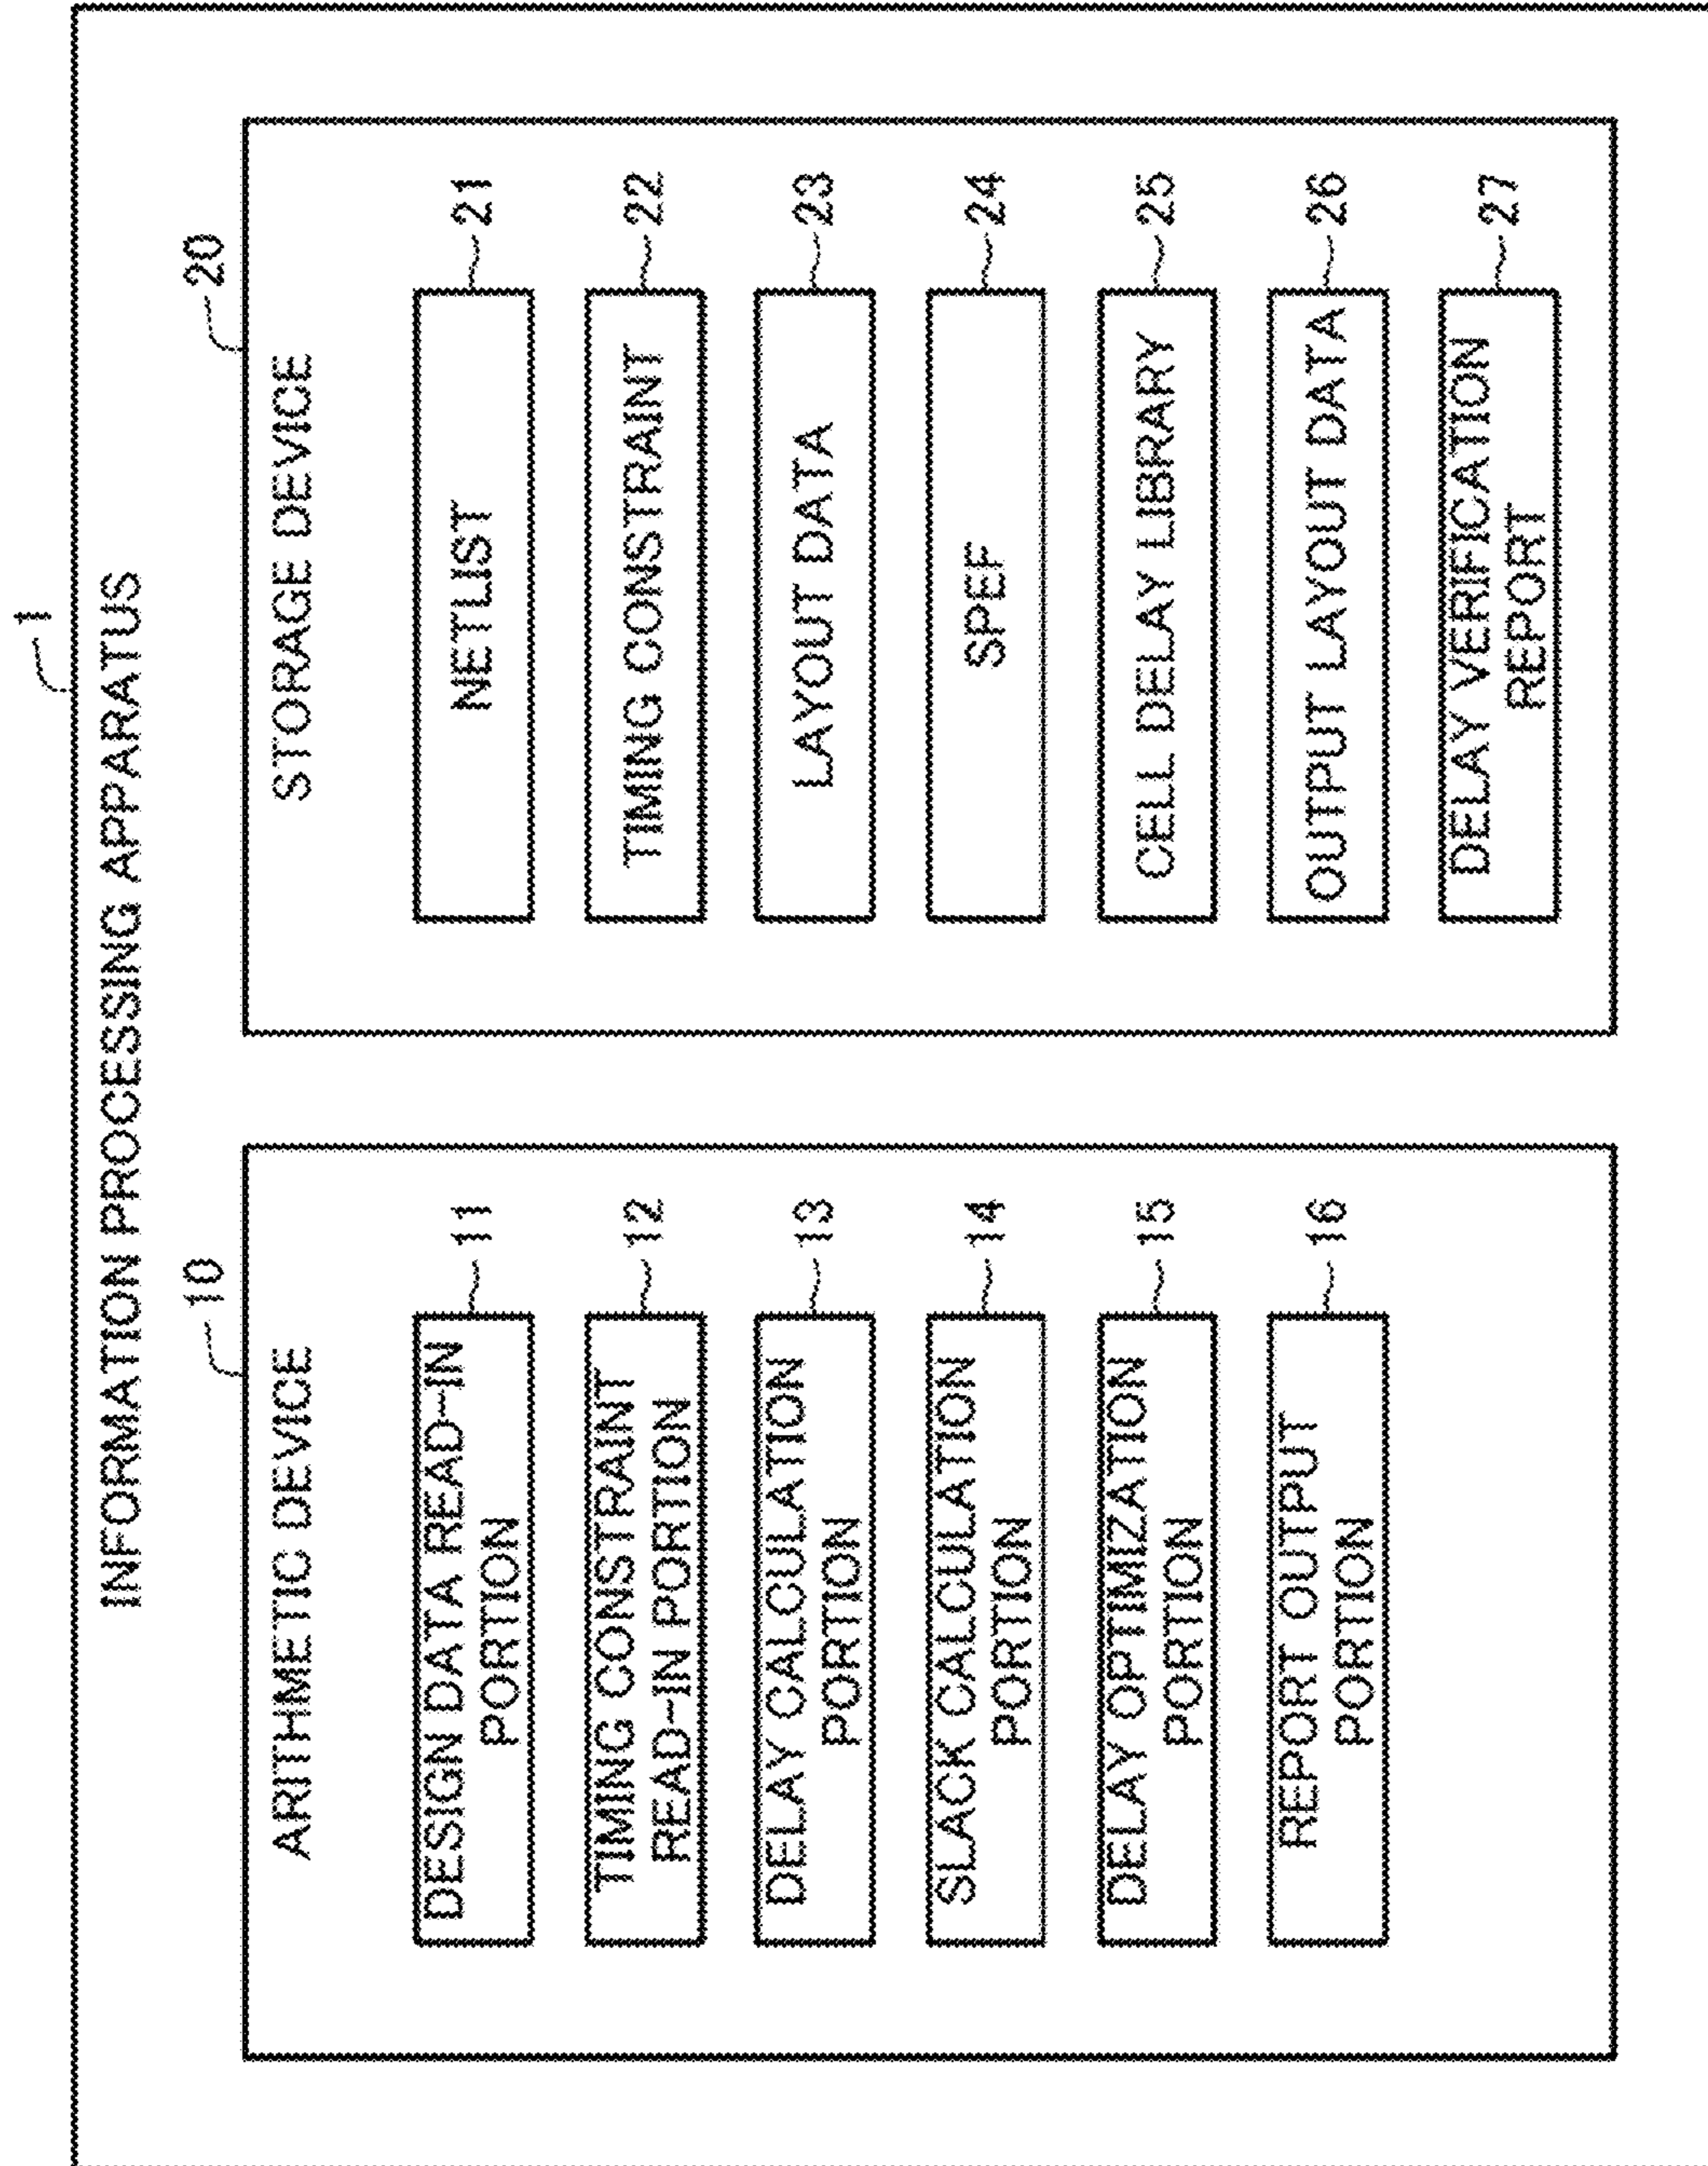 1
INFORMATION PROCESSING APPARATUS
10
ARITHMETIC DEVICE
DESIGN DATA READ-IN
PORTION
11
TIMING CONSTRAINT
READ-IN PORTION
12
DELAY CALCULATION
PORTION
13
SLACK CALCULATION
PORTION
14
DELAY OPTIMIZATION
PORTION
15
REPORT OUTPUT
PORTION
16
20
STORAGE DEVICE
NETLIST
21
TIMING CONSTRAINT
22
LAYOUT DATA
23
SPEF
24
CELL DELAY LIBRARY
25
OUTPUT LAYOUT DATA
26
DELAY VERIFICATION
REPORT
27